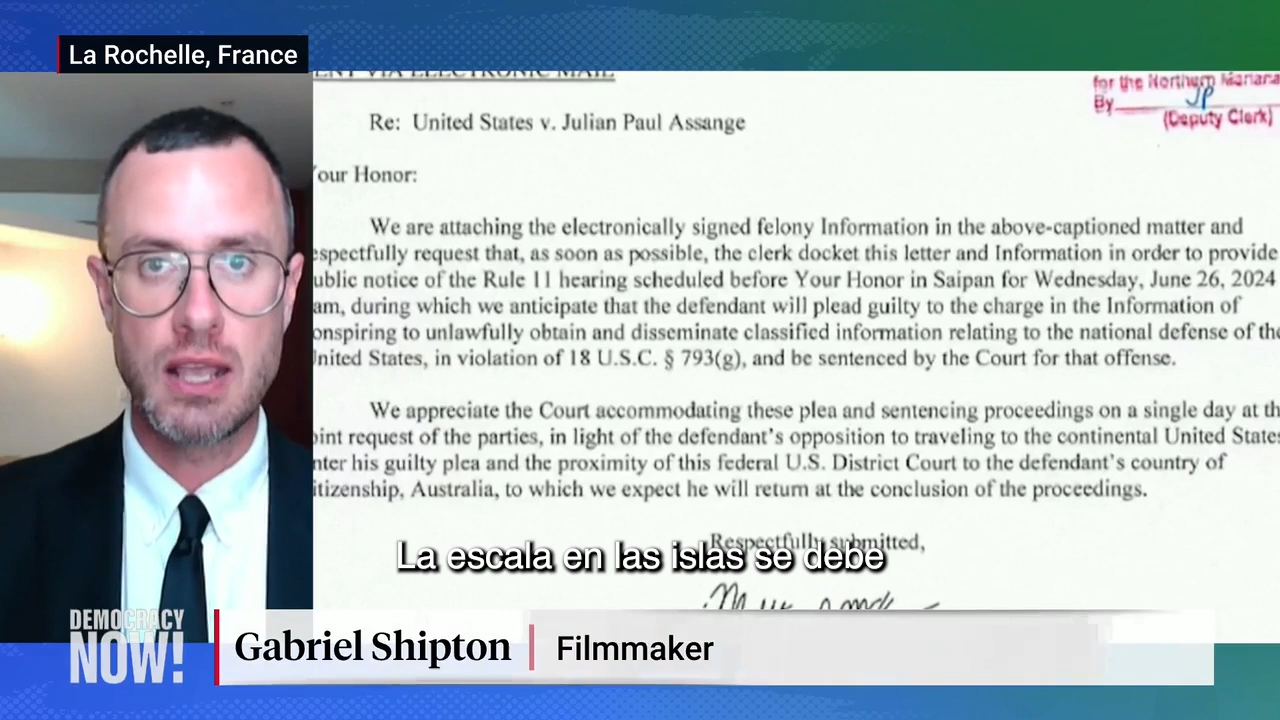 La Rochelle, France
ENT VIA ELECTRONIC MAIL
for the Northern Mariana
By JP
(Deputy Clerk)
Re: United States v. Julian Paul Assange
Your Honor:
We are attaching the electronically signed felony Information in the above-captioned matter and
espectfully request that, as soon as possible, the clerk docket this letter and Information in order to provide
ublic notice of the Rule 11 hearing scheduled before Your Honor in Saipan for Wednesday, June 26, 2024
am, during which we anticipate that the defendant will plead guilty to the charge in the Information of
onspiring to unlawfully obtain and disseminate classified information relating to the national defense of the
United States, in violation of 18 U.S.C. § 793(g), and be sentenced by the Court for that offense.
We appreciate the Court accommodating these plea and sentencing proceedings on a single day at th
oint request of the parties, in light of the defendant's opposition to traveling to the continental United States
nter his guilty plea and the proximity of this federal U.S. District Court to the defendant's country of
itizenship, Australia, to which we expect he will return at the conclusion of the proceedings.
Respectfully submitted,
La escala en las islas se debe
DEMOCRACY
NOW!
Gabriel Shipton
Filmmaker